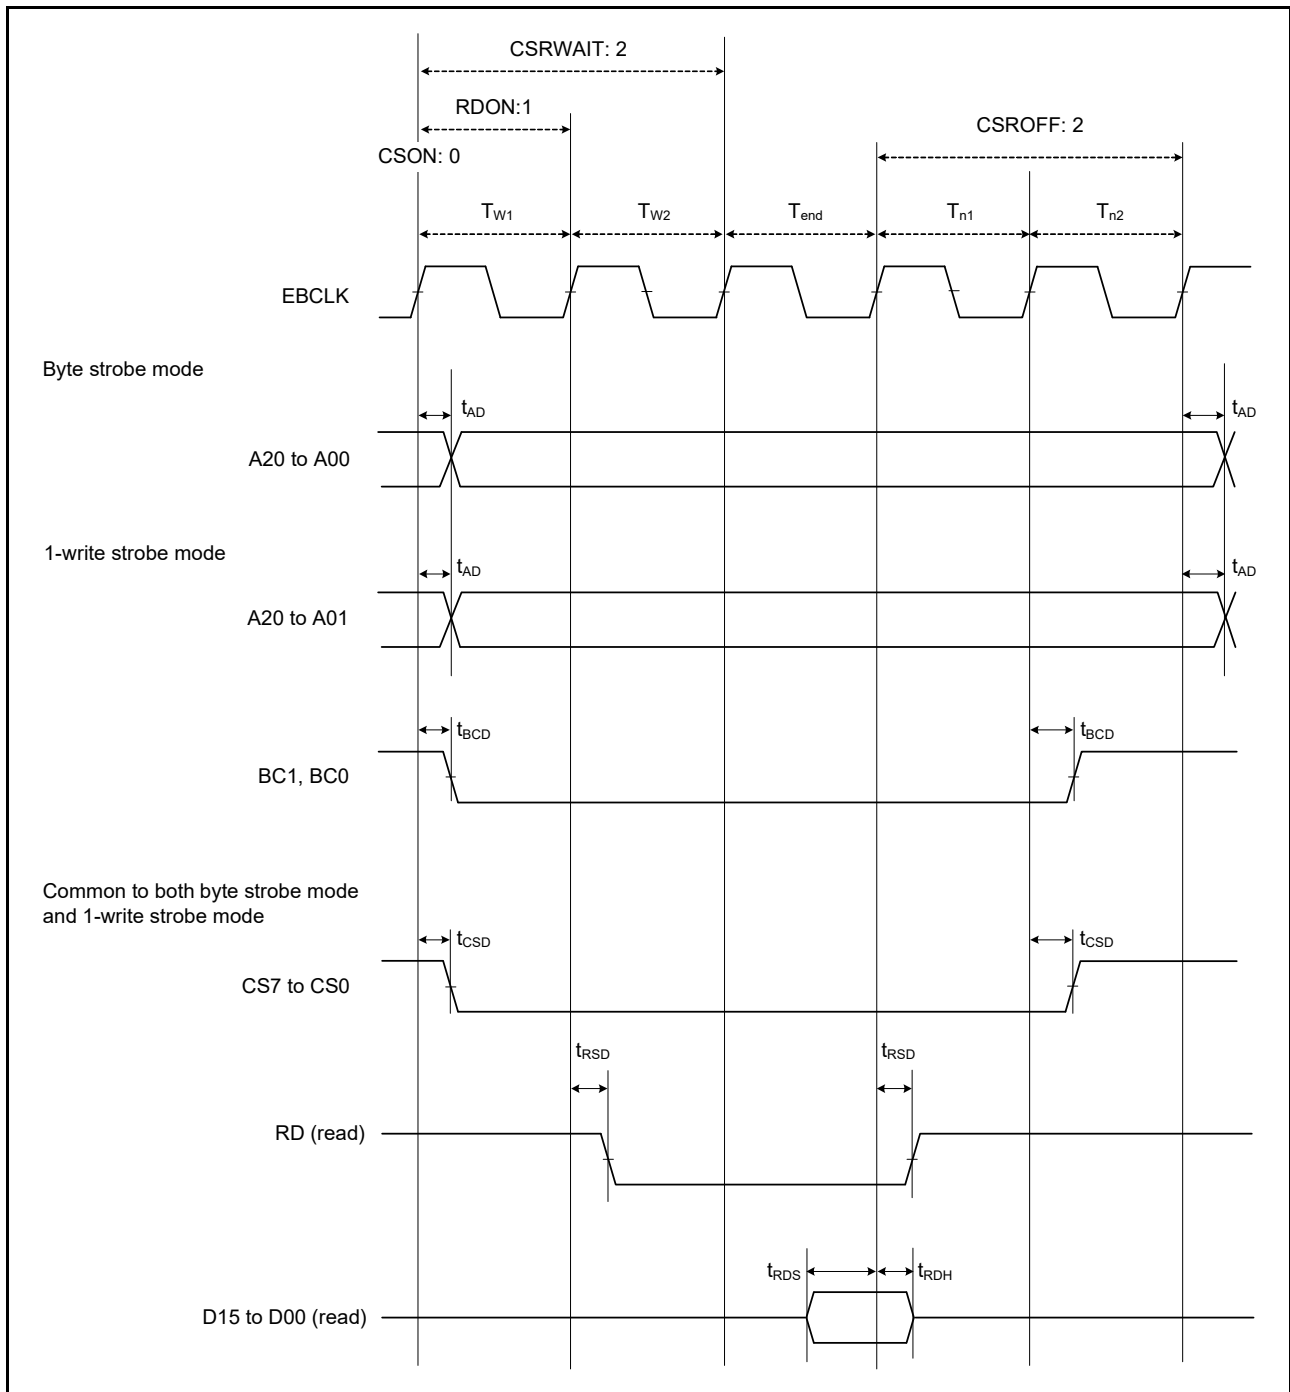 CSRWAIT: 2
RDON:1
CSROFF: 2
CSON: 0
TW1
TW2
Tend
Tn1
Tn2
EBCLK
Byte strobe mode
tAD
tAD
A20 to A00
1-write strobe mode
tAD
tAD
A20 to A01
tBCD
tBCD
BC1, BC0
Common to both byte strobe mode
and 1-write strobe mode
tCSD
tCSD
CS7 to CS0
tRSD
tRSD
RD (read)
tRDS
tRDH
D15 to D00 (read)